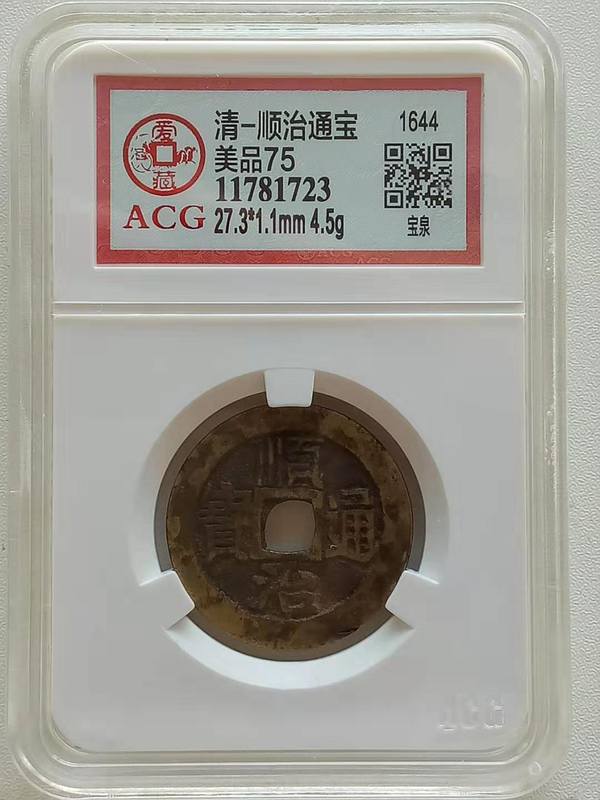 清-顺治通宝
美品75
11781723
27.3*1.1mm 4.5g
1644
宝泉
爱藏
ACG
ACG
順治通寶
ACG